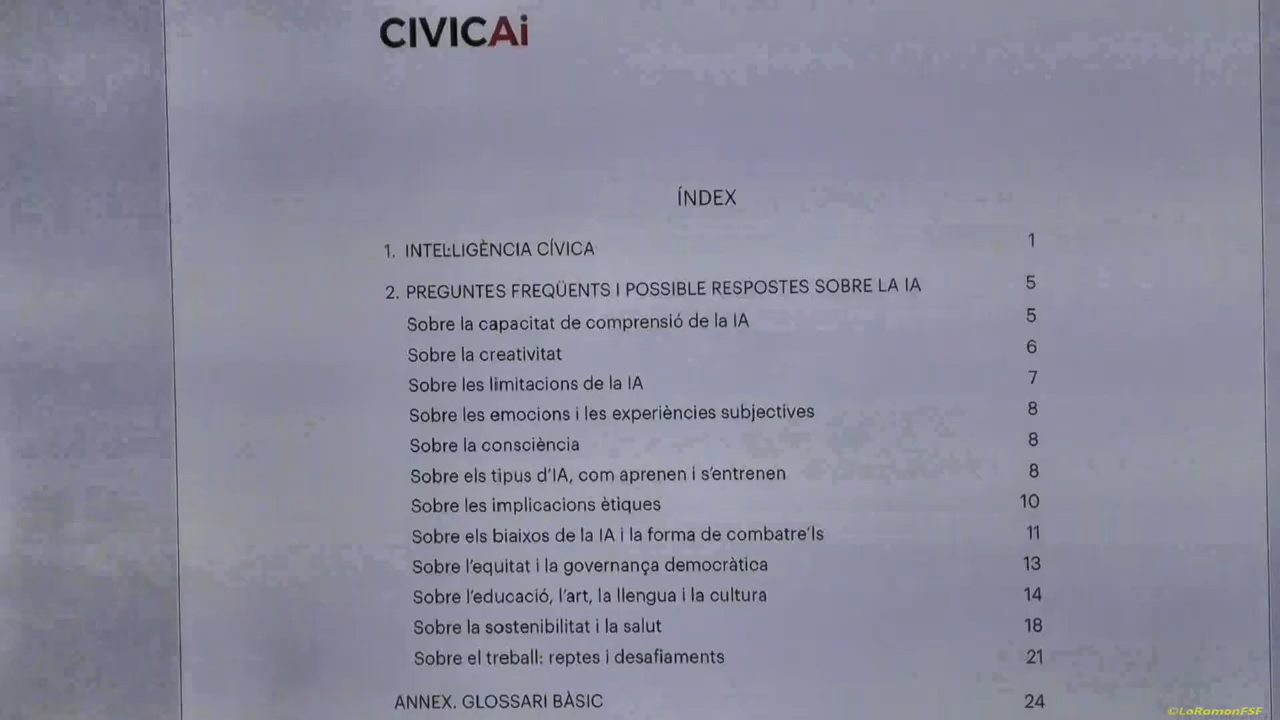 CIVICAi
ÍNDEX
1. INTEL·LIGÈNCIA CÍVICA 1
2. PREGUNTES FREQÜENTS I POSSIBLE RESPOSTES SOBRE LA IA 5
Sobre la capacitat de comprensió de la IA 5
Sobre la creativitat 6
Sobre les limitacions de la IA 7
Sobre les emocions i les experiències subjectives 8
Sobre la consciència 8
Sobre els tipus d'IA, com aprenen i s'entrenen 8
Sobre les implicacions ètiques 10
Sobre els biaixos de la IA i la forma de combatre'ls 11
Sobre l'equitat i la governança democràtica 13
Sobre l'educació, l'art, la llengua i la cultura 14
Sobre la sostenibilitat i la salut 18
Sobre el treball: reptes i desafiaments 21
ANNEX. GLOSSARI BÀSIC 24
©LoRamonFSF